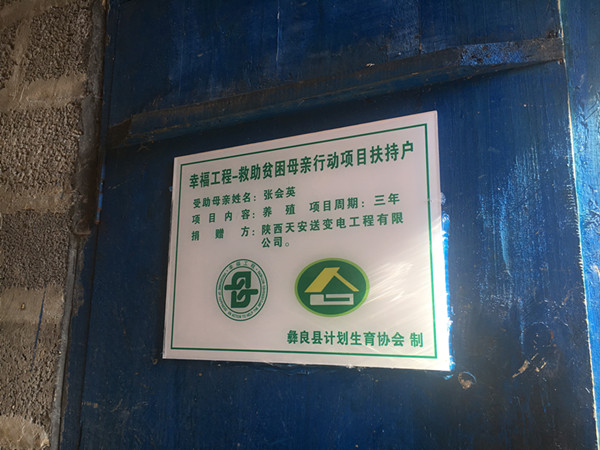 幸福工程-救助贫困母亲行动项目扶持户
受助母亲姓名：张会英
项目内容：养 殖 项目周期：三年
捐 赠 方：陕西天安送变电工程有限
公司。
彝良县计划生育协会 制